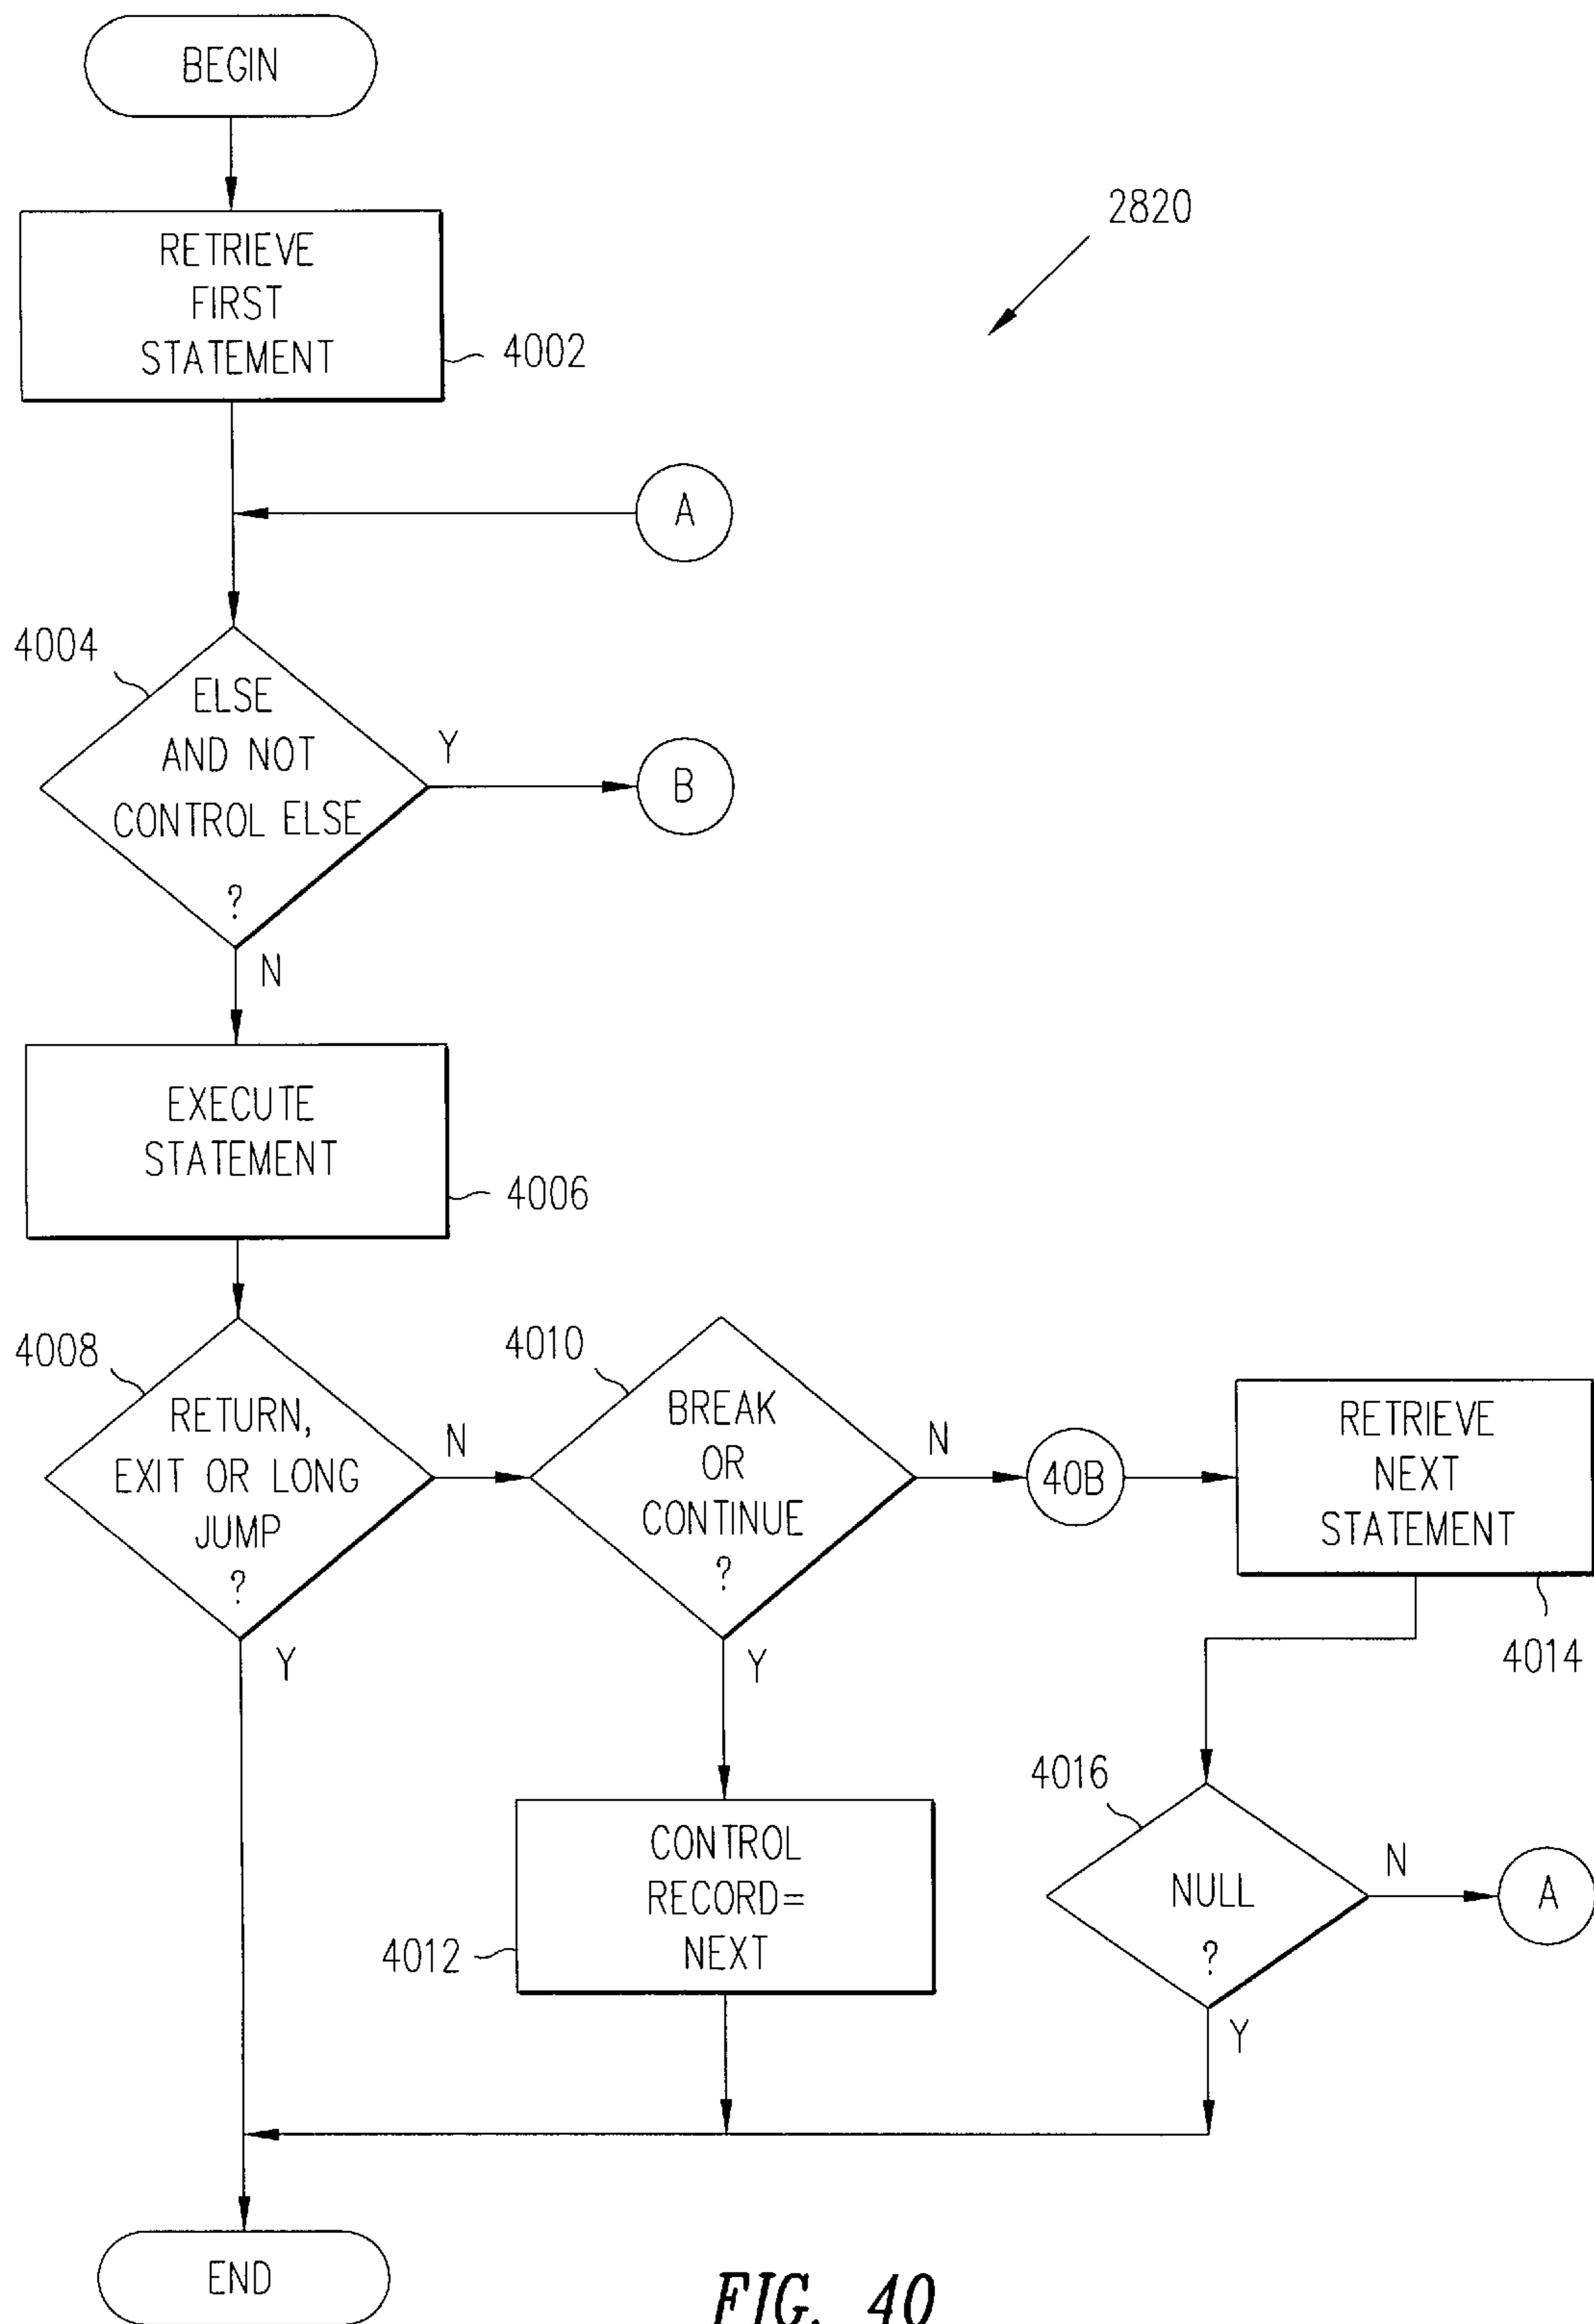 BEGIN
2820
RETRIEVE
FIRST
STATEMENT
4002
A
4004
ELSE
AND NOT
CONTROL ELSE
?
Y
B
N
EXECUTE
STATEMENT
4006
4008
RETURN,
EXIT OR LONG
JUMP
?
N
Y
4010
BREAK
OR
CONTINUE
?
N
Y
40B
RETRIEVE
NEXT
STATEMENT
4014
4012
CONTROL
RECORD=
NEXT
4016
NULL
?
N
A
Y
END
FIG. 40